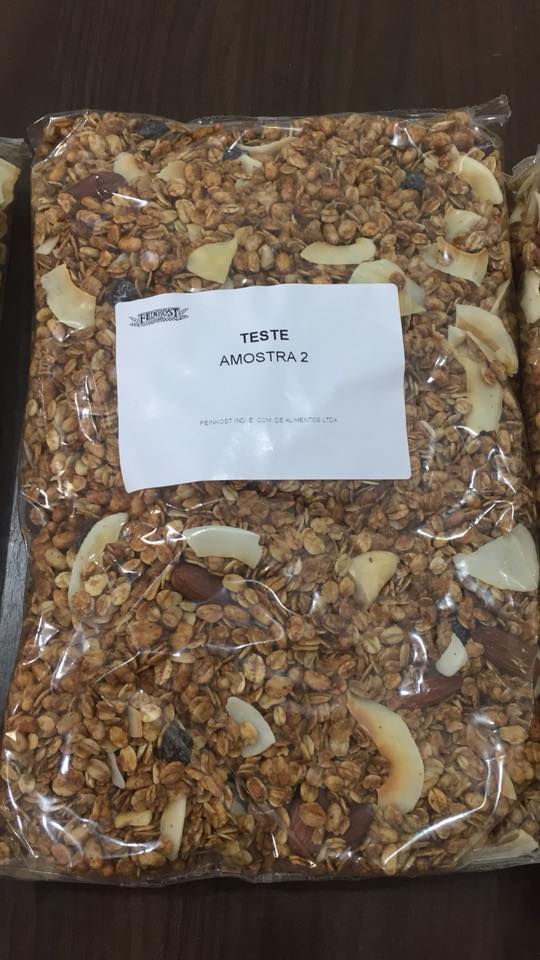 FEINKOST
TESTE
AMOSTRA 2
FEINKOST IND. E COM. DE ALIMENTOS LTDA